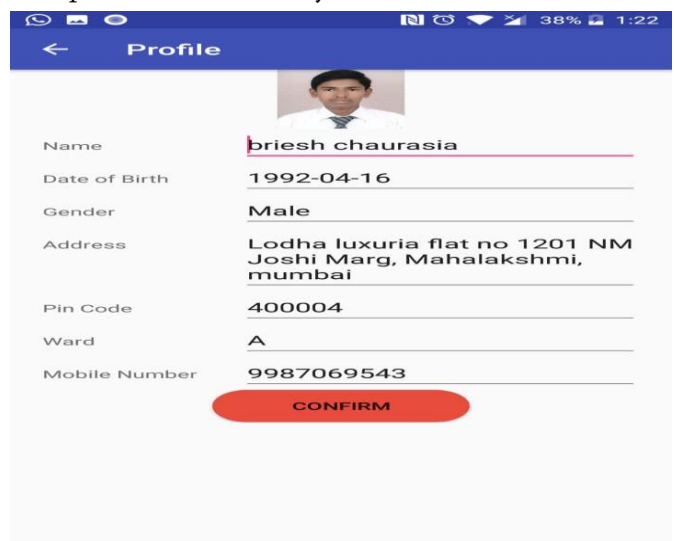 38% 1:22
Profile
Name briesh chaurasia
Date of Birth 1992-04-16
Gender Male
Address Lodha luxuria flat no 1201 NM
Joshi Marg, Mahalakshmi,
mumbai
Pin Code 400004
Ward A
Mobile Number 9987069543
CONFIRM